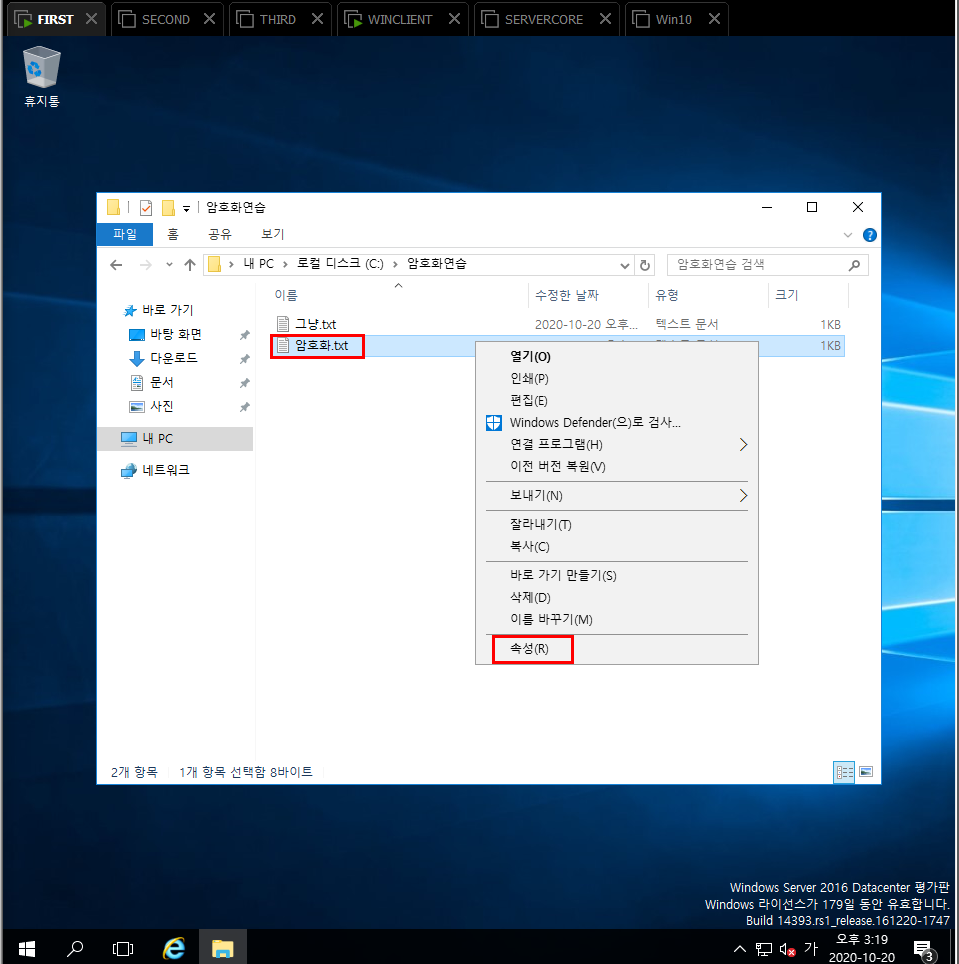 FIRST
SECOND
THIRD
WINCLIENT
SERVERCORE
Win10
휴지통
암호화연습
파일
홈
공유
보기
내 PC
로컬 디스크 (C:)
암호화연습
암호화연습 검색
이름
수정한 날짜
유형
크기
바로 가기
바탕 화면
다운로드
문서
사진
내 PC
네트워크
그냥.txt
2020-10-20 오후...
텍스트 문서
1KB
암호화.txt
1KB
열기(O)
인쇄(P)
편집(E)
Windows Defender(으)로 검사...
연결 프로그램(H)
이전 버전 복원(V)
보내기(N)
잘라내기(T)
복사(C)
바로 가기 만들기(S)
삭제(D)
이름 바꾸기(M)
속성(R)
2개 항목
1개 항목 선택함 8바이트
Windows Server 2016 Datacenter 평가판
Windows 라이선스가 179일 동안 유효합니다.
Build 14393.rs1_release.161220-1747
가
오후 3:19
2020-10-20
3